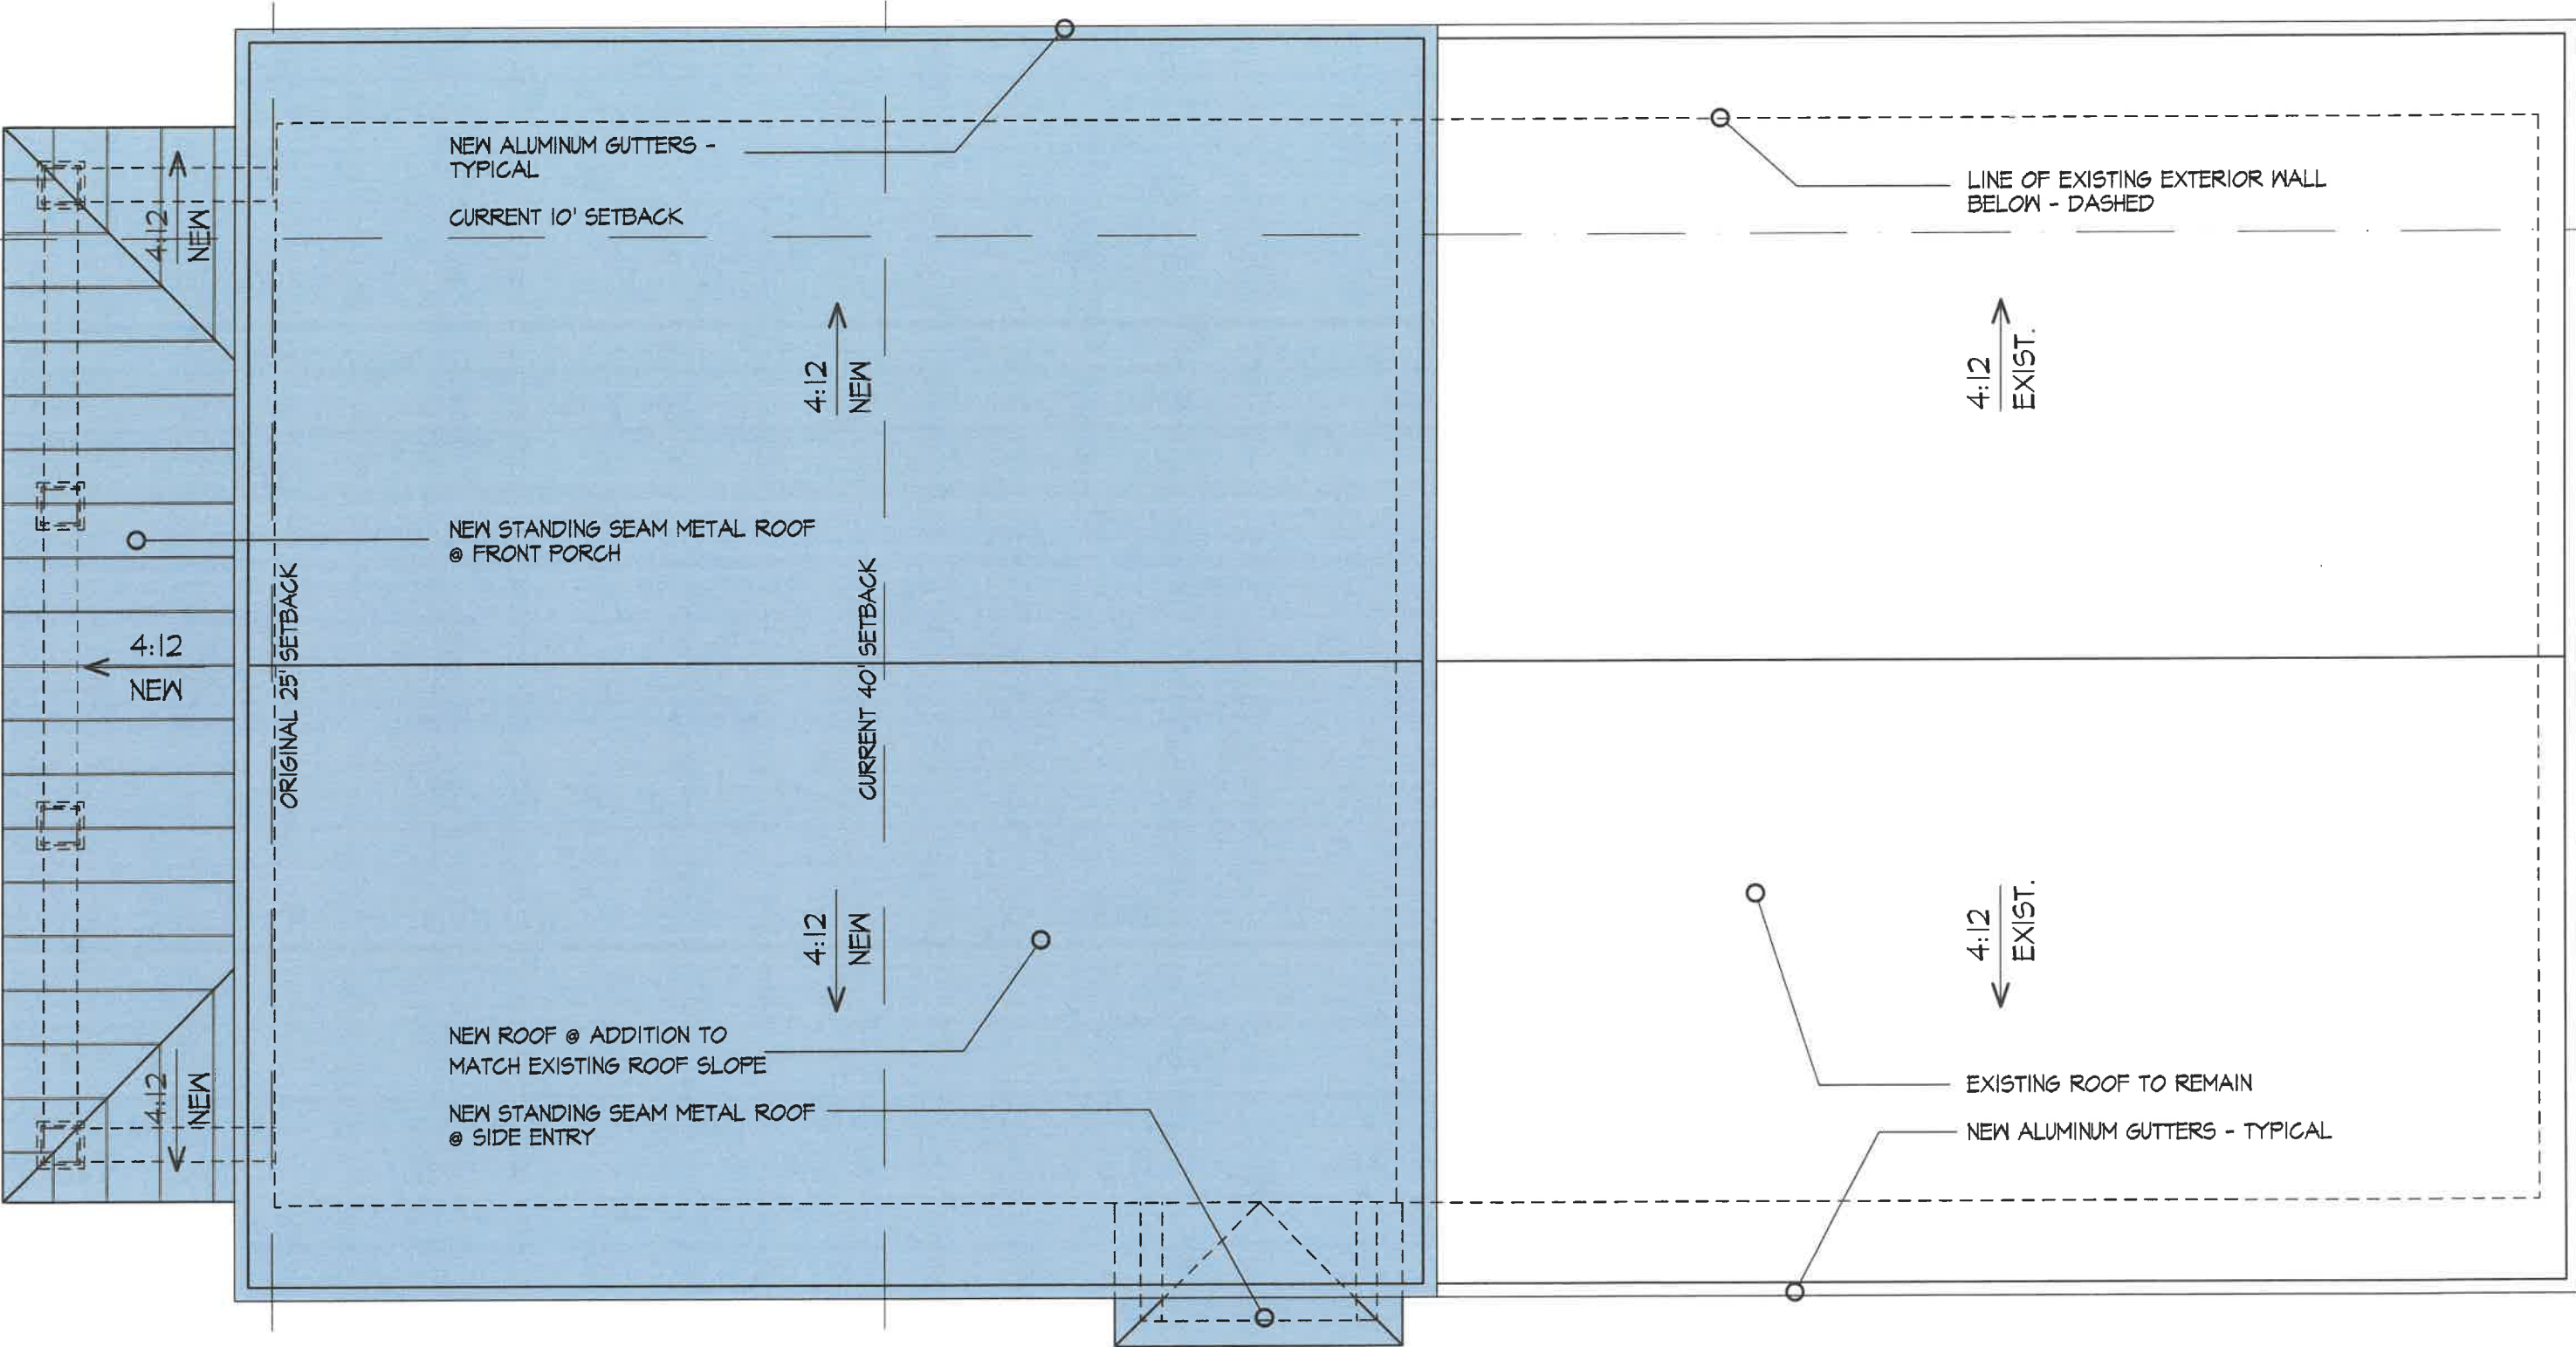 NEW ALUMINUM GUTTERS -
TYPICAL
CURRENT 10' SETBACK
LINE OF EXISTING EXTERIOR WALL
BELOW - DASHED
4:12
NEW
4:12
NEW
4:12
EXIST.
NEW STANDING SEAM METAL ROOF
@ FRONT PORCH
4:12
NEW
ORIGINAL 25' SETBACK
CURRENT 40' SETBACK
4:12
NEW
4:12
EXIST.
NEW ROOF @ ADDITION TO
MATCH EXISTING ROOF SLOPE
4:12
NEW
NEW STANDING SEAM METAL ROOF
@ SIDE ENTRY
EXISTING ROOF TO REMAIN
NEW ALUMINUM GUTTERS - TYPICAL